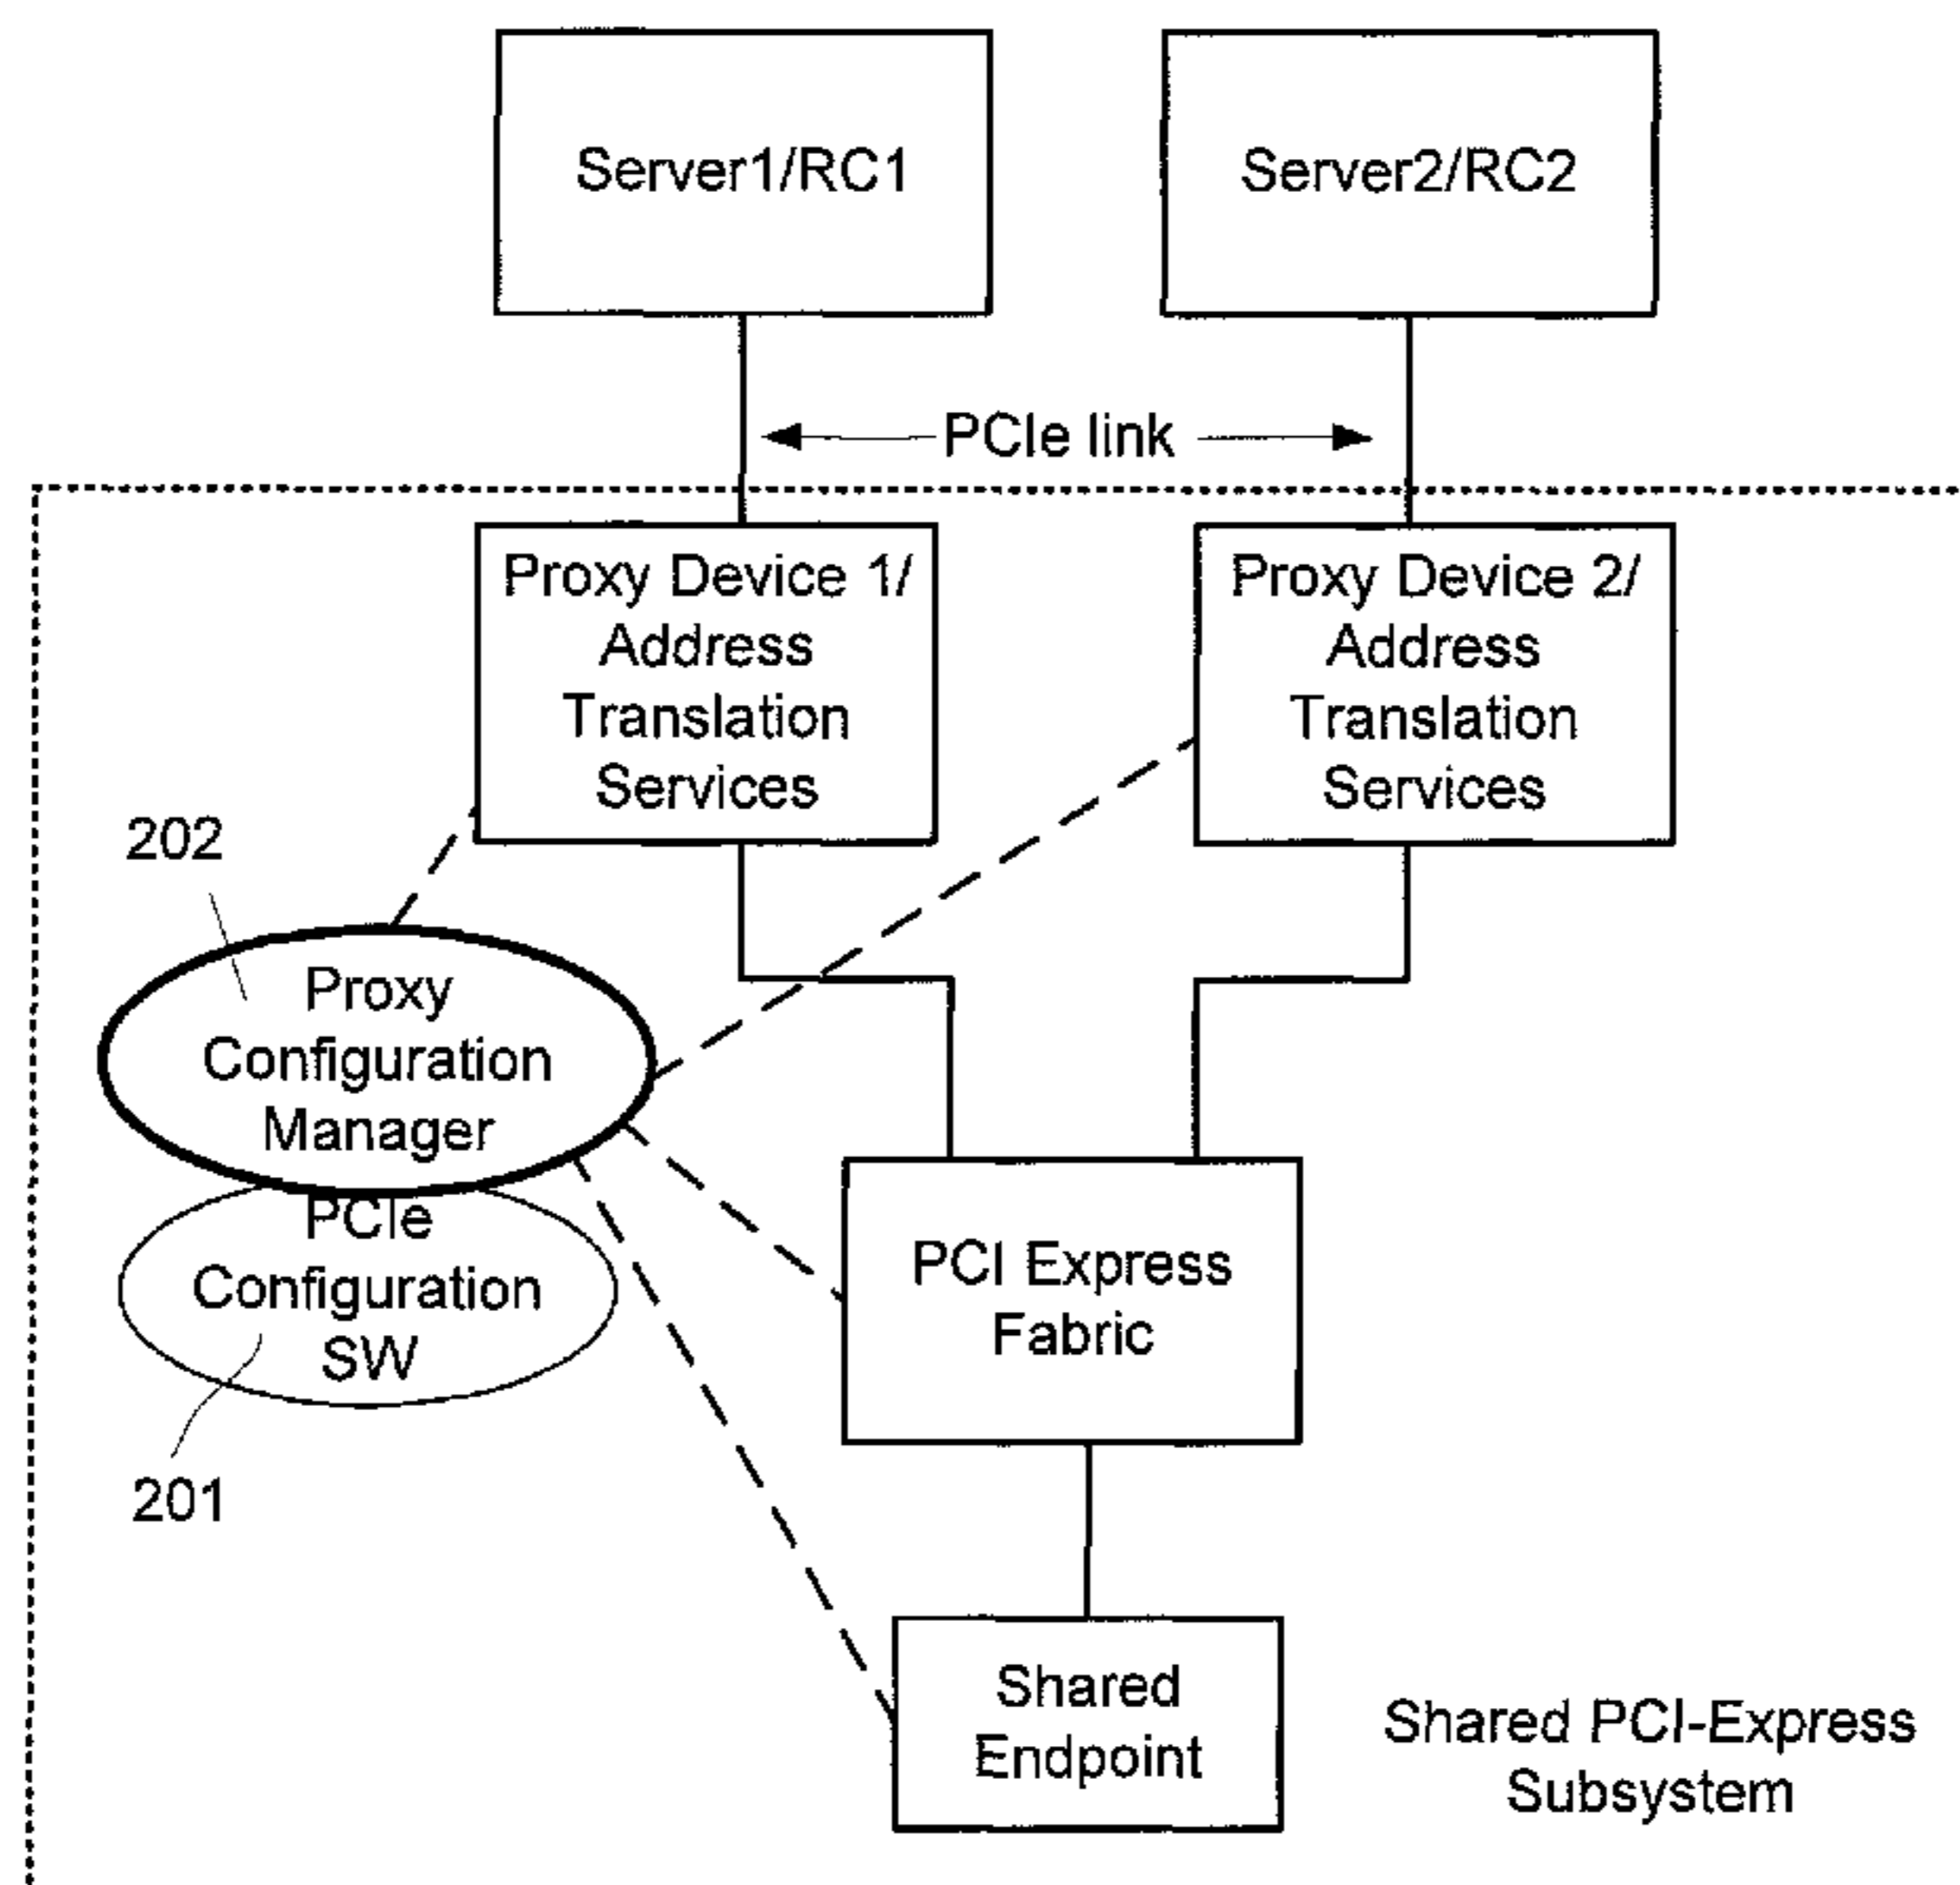 Server1/RC1
Server2/RC2
PCIe link
Proxy Device 1/
Address
Translation
Services
Proxy Device 2/
Address
Translation
Services
202
Proxy
Configuration
Manager
PCIe
Configuration
SW
201
PCI Express
Fabric
Shared
Endpoint
Shared PCI-Express
Subsystem